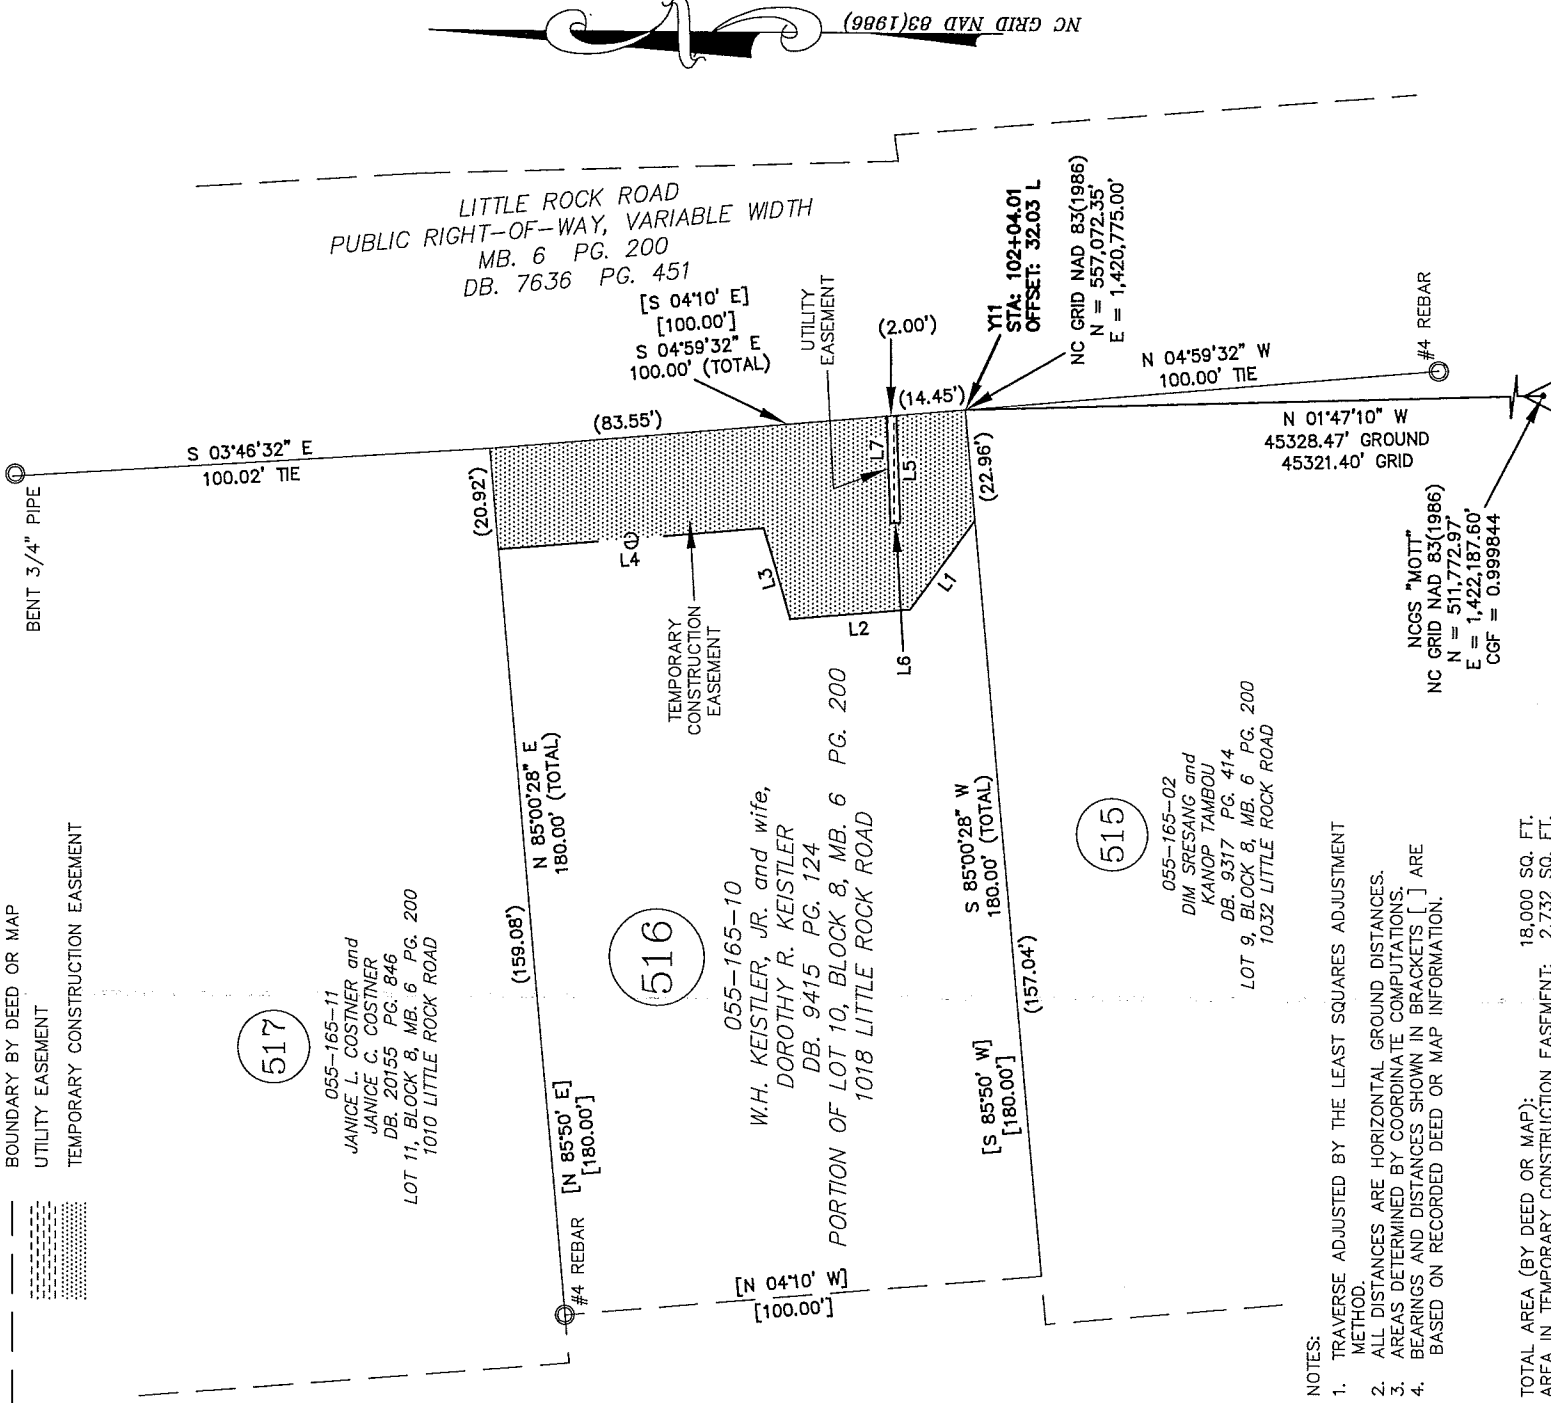 NC GRID NAD 83(1986)
LITTLE ROCK ROAD
PUBLIC RIGHT-OF-WAY, VARIABLE WIDTH
MB. 6 PG. 200
DB. 7636 PG. 451
[S 04°10' E]
[100.00']
S 04°59'32" E
100.00' (TOTAL)
UTILITY
EASEMENT
(2.00')
Y11
STA: 102+04.01
OFFSET: 32.03 L
NC GRID NAD 83(1986)
N = 557,072.35'
E = 1,420,775.00'
#4 REBAR
N 04°59'32" W
100.00' TIE
BENT 3/4" PIPE
S 03°46'32" E
100.02' TIE
(83.55')
(14.45')
(20.92')
(22.96')
L7
L5
L4
L3
L2
L1
L6
N 01°47'10" W
45328.47' GROUND
45321.40' GRID
NCGS "MOTT"
NC GRID NAD 83(1986)
N = 511,772.97'
E = 1,422,187.60'
CGF = 0.999844
TEMPORARY
CONSTRUCTION
EASEMENT
N 85°00'28" E
180.00' (TOTAL)
(159.08')
S 85°00'28" W
180.00' (TOTAL)
(157.04')
517
055-165-11
JANICE L. COSTNER and
JANICE C. COSTNER
DB. 20155 PG. 846
LOT 11, BLOCK 8, MB. 6 PG. 200
1010 LITTLE ROCK ROAD
516
055-165-10
W.H. KEISTLER, JR. and wife,
DOROTHY R. KEISTLER
DB. 9415 PG. 124
PORTION OF LOT 10, BLOCK 8, MB. 6 PG. 200
1018 LITTLE ROCK ROAD
515
055-165-02
DIM SRESANG and
KANOP TAMBOU
DB. 9317 PG. 414
LOT 9, BLOCK 8, MB. 6 PG. 200
1032 LITTLE ROCK ROAD
[N 85°50' E]
[180.00']
[S 85°50' W]
[180.00']
#4 REBAR
[N 04°10' W]
[100.00']
BOUNDARY BY DEED OR MAP
UTILITY EASEMENT
TEMPORARY CONSTRUCTION EASEMENT
NOTES:
1. TRAVERSE ADJUSTED BY THE LEAST SQUARES ADJUSTMENT
METHOD.
2. ALL DISTANCES ARE HORIZONTAL GROUND DISTANCES.
3. AREAS DETERMINED BY COORDINATE COMPUTATIONS.
4. BEARINGS AND DISTANCES SHOWN IN BRACKETS [ ] ARE
BASED ON RECORDED DEED OR MAP INFORMATION.
TOTAL AREA (BY DEED OR MAP): 18,000 SQ. FT.
AREA IN TEMPORARY CONSTRUCTION EASEMENT: 2,732 SQ. FT.